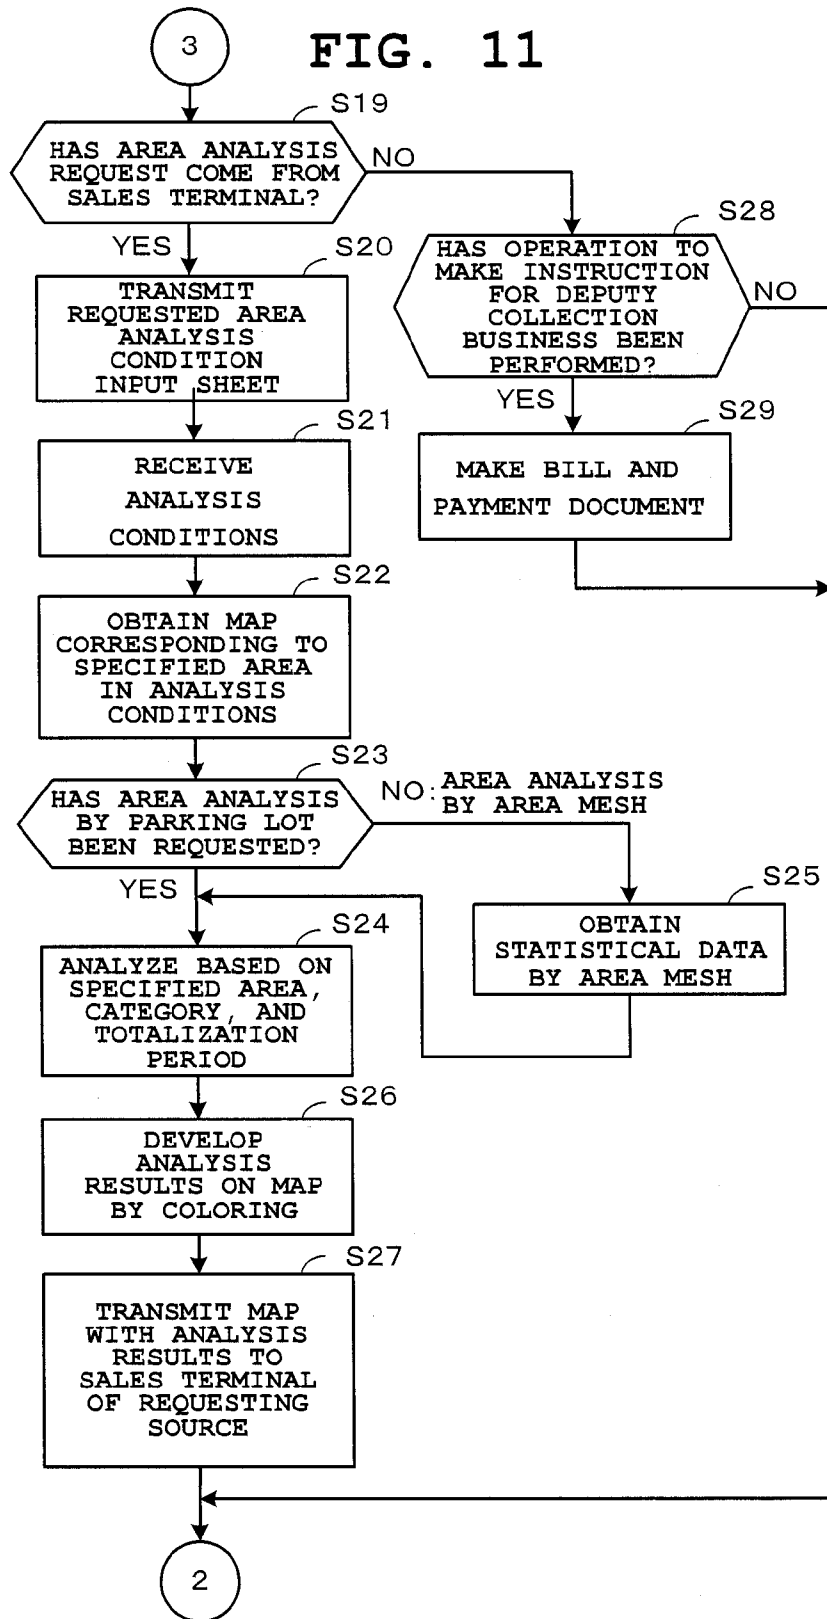 3
FIG. 11
S19
HAS AREA ANALYSIS
REQUEST COME FROM
SALES TERMINAL?
NO
YES
S20
TRANSMIT
REQUESTED AREA
ANALYSIS
CONDITION
INPUT SHEET
S28
HAS OPERATION TO
MAKE INSTRUCTION
FOR DEPUTY
COLLECTION
BUSINESS BEEN
PERFORMED?
NO
YES
S21
RECEIVE
ANALYSIS
CONDITIONS
S29
MAKE BILL AND
PAYMENT DOCUMENT
S22
OBTAIN MAP
CORRESPONDING TO
SPECIFIED AREA
IN ANALYSIS
CONDITIONS
S23
HAS AREA ANALYSIS
BY PARKING LOT
BEEN REQUESTED?
NO: AREA ANALYSIS
BY AREA MESH
YES
S25
OBTAIN
STATISTICAL DATA
BY AREA MESH
S24
ANALYZE BASED ON
SPECIFIED AREA,
CATEGORY, AND
TOTALIZATION
PERIOD
S26
DEVELOP
ANALYSIS
RESULTS ON MAP
BY COLORING
S27
TRANSMIT MAP
WITH ANALYSIS
RESULTS TO
SALES TERMINAL
OF REQUESTING
SOURCE
2